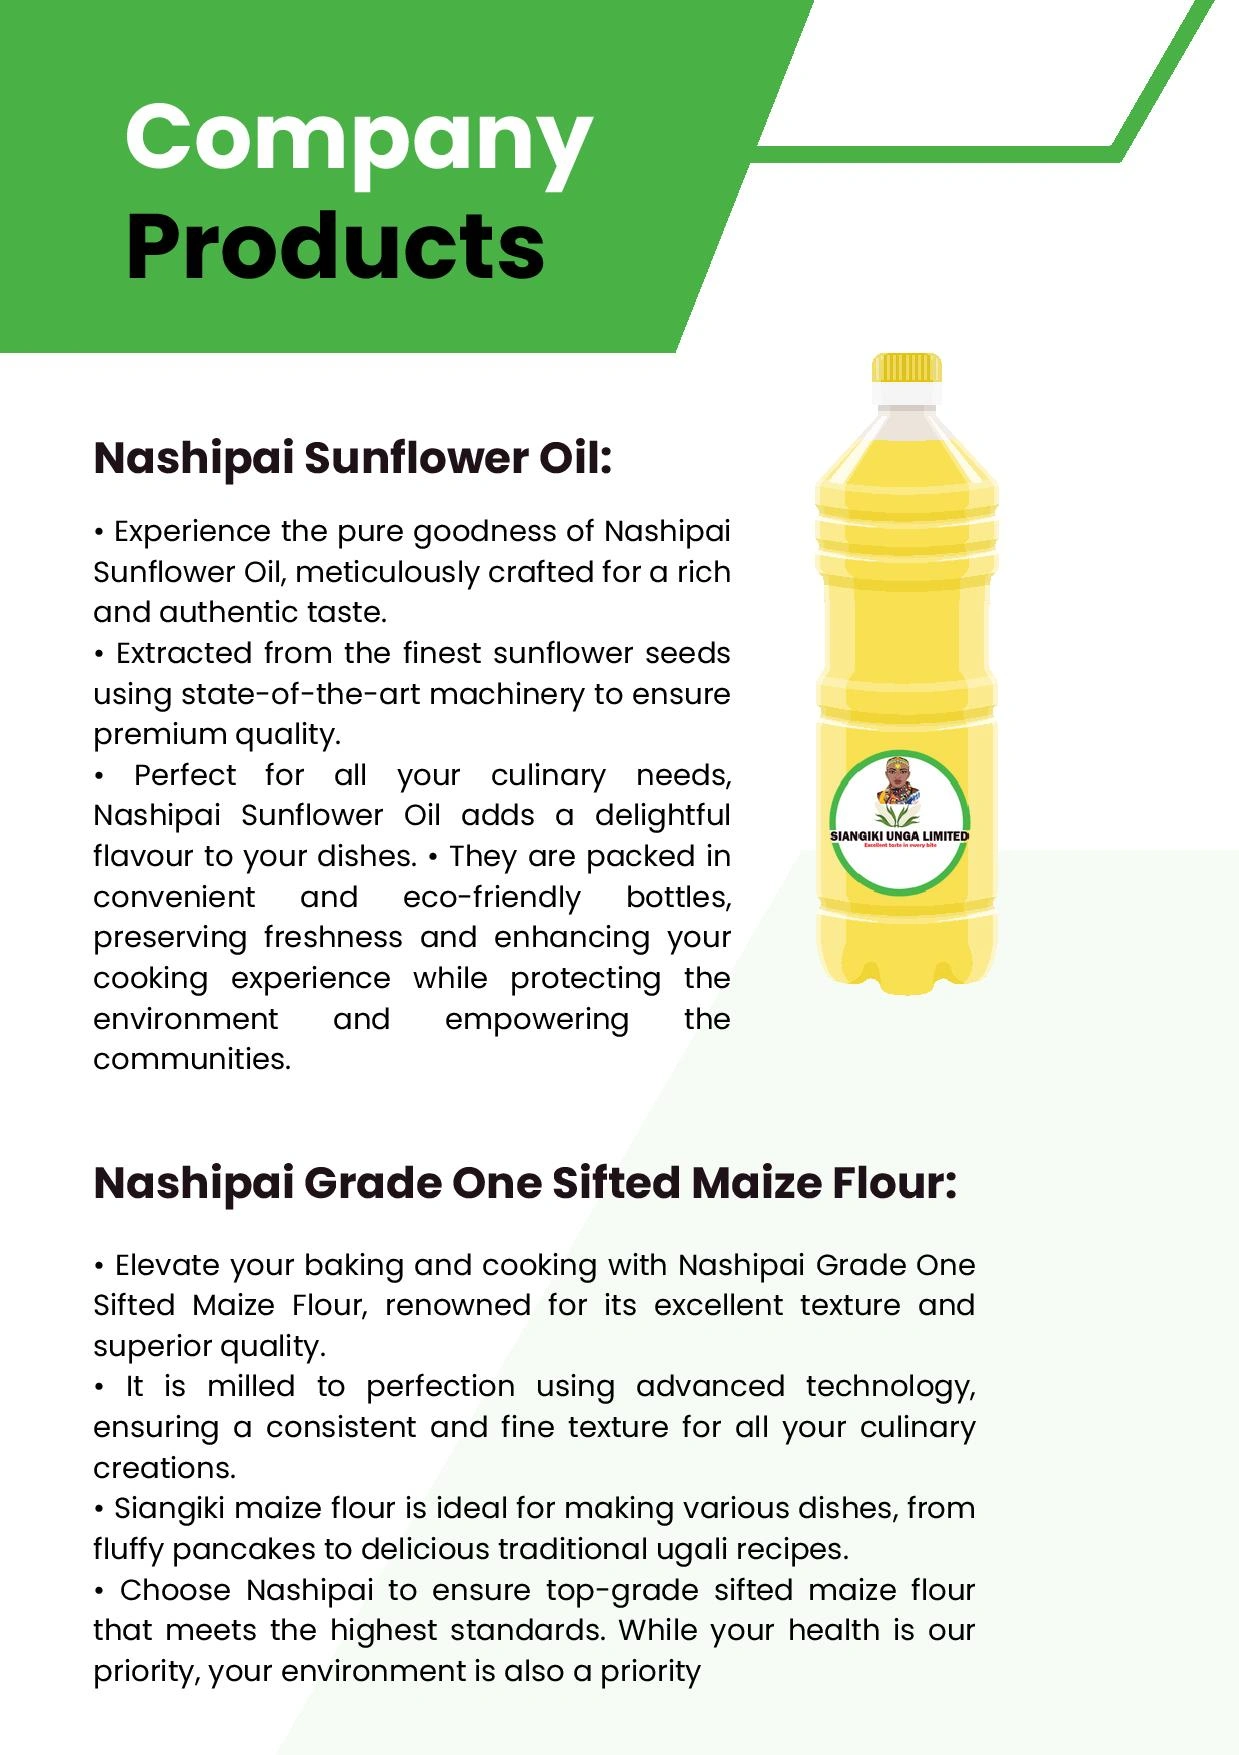 Company
Products
Nashipai Sunflower Oil:
• Experience the pure goodness of Nashipai
Sunflower Oil, meticulously crafted for a rich
and authentic taste.
• Extracted from the finest sunflower seeds
using state-of-the-art machinery to ensure
premium quality.
• Perfect for all your culinary needs,
Nashipai Sunflower Oil adds a delightful
flavour to your dishes. • They are packed in
convenient and eco-friendly bottles,
preserving freshness and enhancing your
cooking experience while protecting the
environment and empowering the
communities.
SIANGIKI UNGA LIMITED
Excellent taste in every bite
Nashipai Grade One Sifted Maize Flour:
• Elevate your baking and cooking with Nashipai Grade One
Sifted Maize Flour, renowned for its excellent texture and
superior quality.
• It is milled to perfection using advanced technology,
ensuring a consistent and fine texture for all your culinary
creations.
• Siangiki maize flour is ideal for making various dishes, from
fluffy pancakes to delicious traditional ugali recipes.
• Choose Nashipai to ensure top-grade sifted maize flour
that meets the highest standards. While your health is our
priority, your environment is also a priority